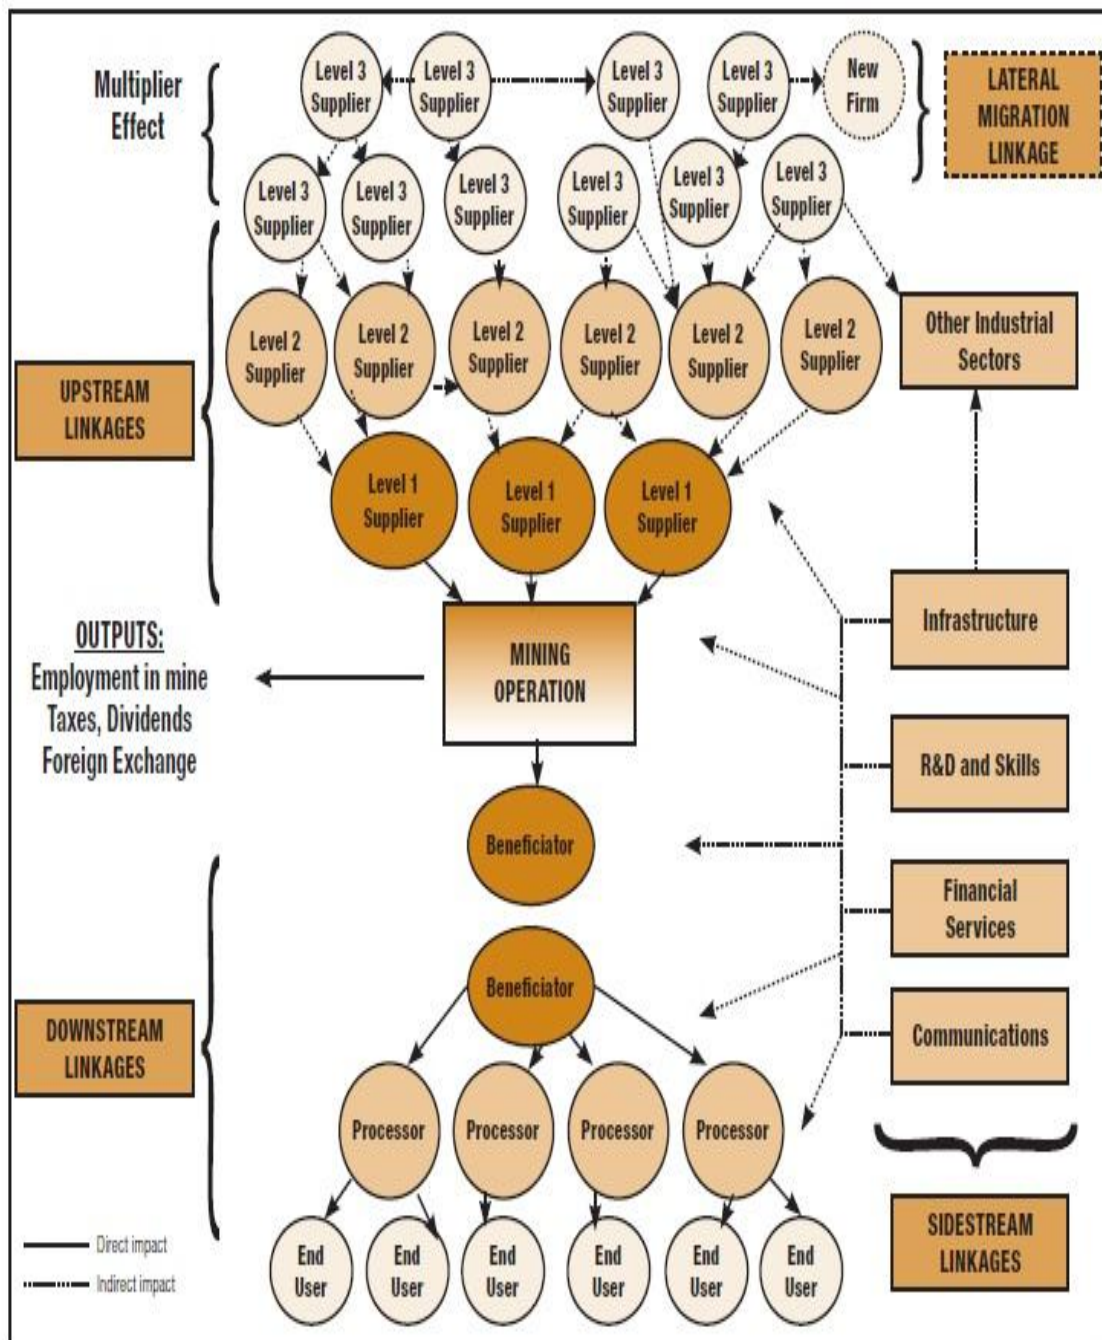 Multiplier
Effect
Level 3
Supplier
Level 3
Supplier
Level 3
Supplier
Level 3
Supplier
New
Firm
LATERAL
MIGRATION
LINKAGE
Level 3
Supplier
Level 3
Supplier
Level 3
Supplier
Level 3
Supplier
Level 3
Supplier
Level 3
Supplier
UPSTREAM
LINKAGES
Level 2
Supplier
Level 2
Supplier
Level 2
Supplier
Level 2
Supplier
Level 2
Supplier
Level 2
Supplier
Other Industrial
Sectors
Level 1
Supplier
Level 1
Supplier
Level 1
Supplier
OUTPUTS:
Employment in mine
Taxes, Dividends
Foreign Exchange
MINING
OPERATION
Infrastructure
R&D and Skills
Beneficiator
Financial
Services
Beneficiator
Communications
DOWNSTREAM
LINKAGES
Processor
Processor
Processor
Processor
SIDESTREAM
LINKAGES
End
User
End
User
End
User
End
User
End
User
End
User
Direct impact
Indirect impact